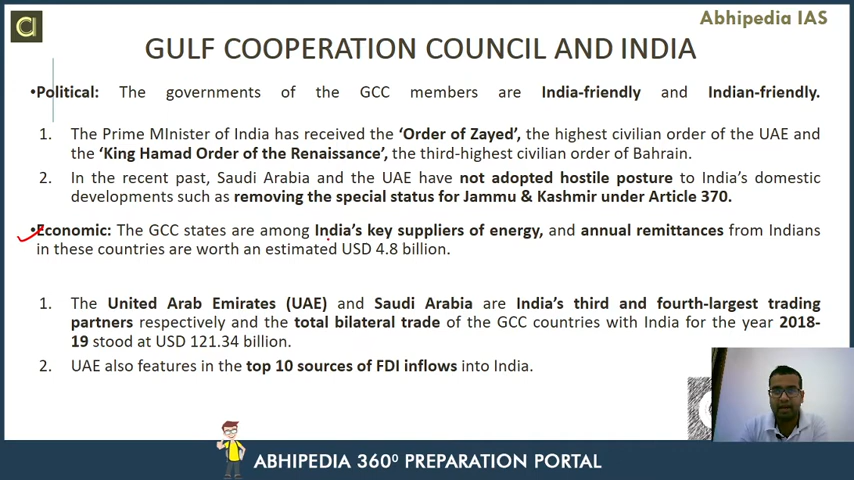 Abhipedia IAS
GULF COOPERATION COUNCIL AND INDIA
•Political: The governments of the GCC members are India-friendly and Indian-friendly.
1. The Prime MInister of India has received the ‘Order of Zayed’, the highest civilian order of the UAE and
the ‘King Hamad Order of the Renaissance’, the third-highest civilian order of Bahrain.
2. In the recent past, Saudi Arabia and the UAE have not adopted hostile posture to India’s domestic
developments such as removing the special status for Jammu & Kashmir under Article 370.
•Economic: The GCC states are among India’s key suppliers of energy, and annual remittances from Indians
in these countries are worth an estimated USD 4.8 billion.
1. The United Arab Emirates (UAE) and Saudi Arabia are India’s third and fourth-largest trading
partners respectively and the total bilateral trade of the GCC countries with India for the year 2018-
19 stood at USD 121.34 billion.
2. UAE also features in the top 10 sources of FDI inflows into India.
ABHIPEDIA 360⁰ PREPARATION PORTAL